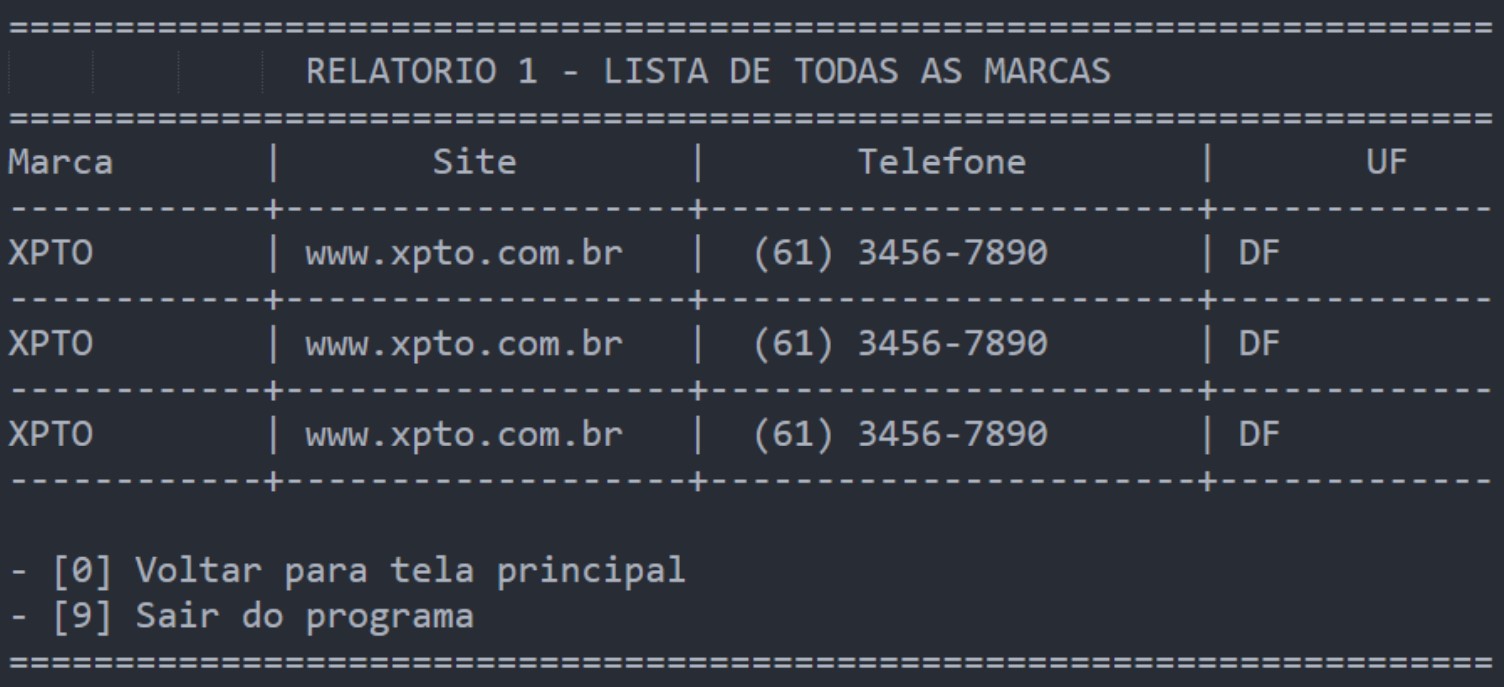 ======================================================================
              RELATORIO 1 - LISTA DE TODAS AS MARCAS
======================================================================
Marca       |       Site        |       Telefone        |       UF
------------+-------------------+-----------------------+-------------
XPTO        | www.xpto.com.br   |  (61) 3456-7890       | DF
------------+-------------------+-----------------------+-------------
XPTO        | www.xpto.com.br   |  (61) 3456-7890       | DF
------------+-------------------+-----------------------+-------------
XPTO        | www.xpto.com.br   |  (61) 3456-7890       | DF
------------+-------------------+-----------------------+-------------

- [0] Voltar para tela principal
- [9] Sair do programa
======================================================================